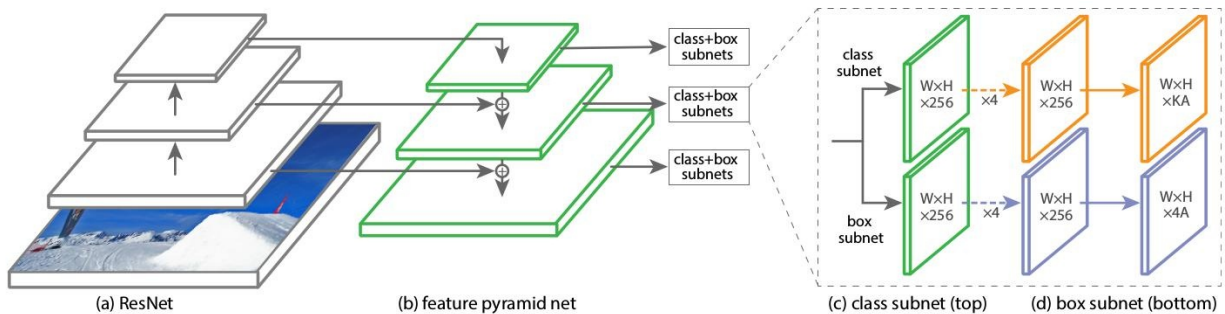 class+box
subnets
class+box
subnets
class+box
subnets
class
subnet
W×H
×256
×4
W×H
×256
W×H
×KA
box
subnet
W×H
×256
×4
W×H
×256
W×H
×4A
(a) ResNet
(b) feature pyramid net
(c) class subnet (top)
(d) box subnet (bottom)